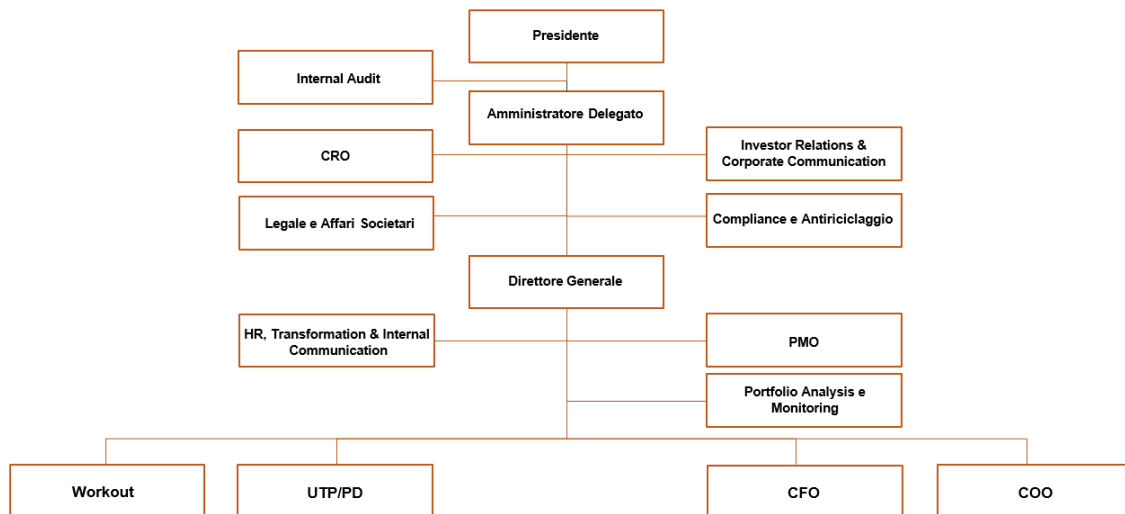 Presidente
Internal Audit
Amministratore Delegato
CRO
Investor Relations &
Corporate Communication
Legale e Affari Societari
Compliance e Antiriciclaggio
Direttore Generale
HR, Transformation & Internal
Communication
PMO
Portfolio Analysis e
Monitoring
Workout
UTP/PD
CFO
COO